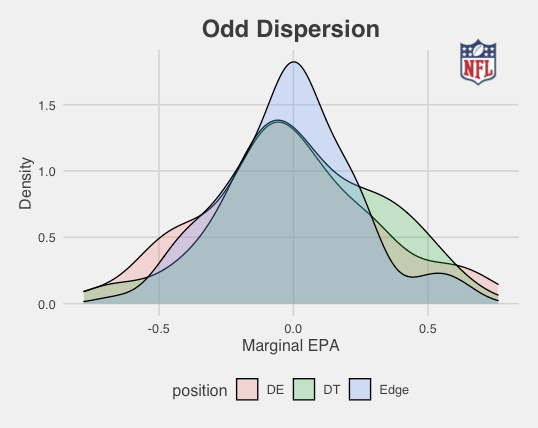 Odd Dispersion
NFL
1.5
1.0
0.5
0.0
Density
-0.5 0.0 0.5
Marginal EPA
position DE DT Edge